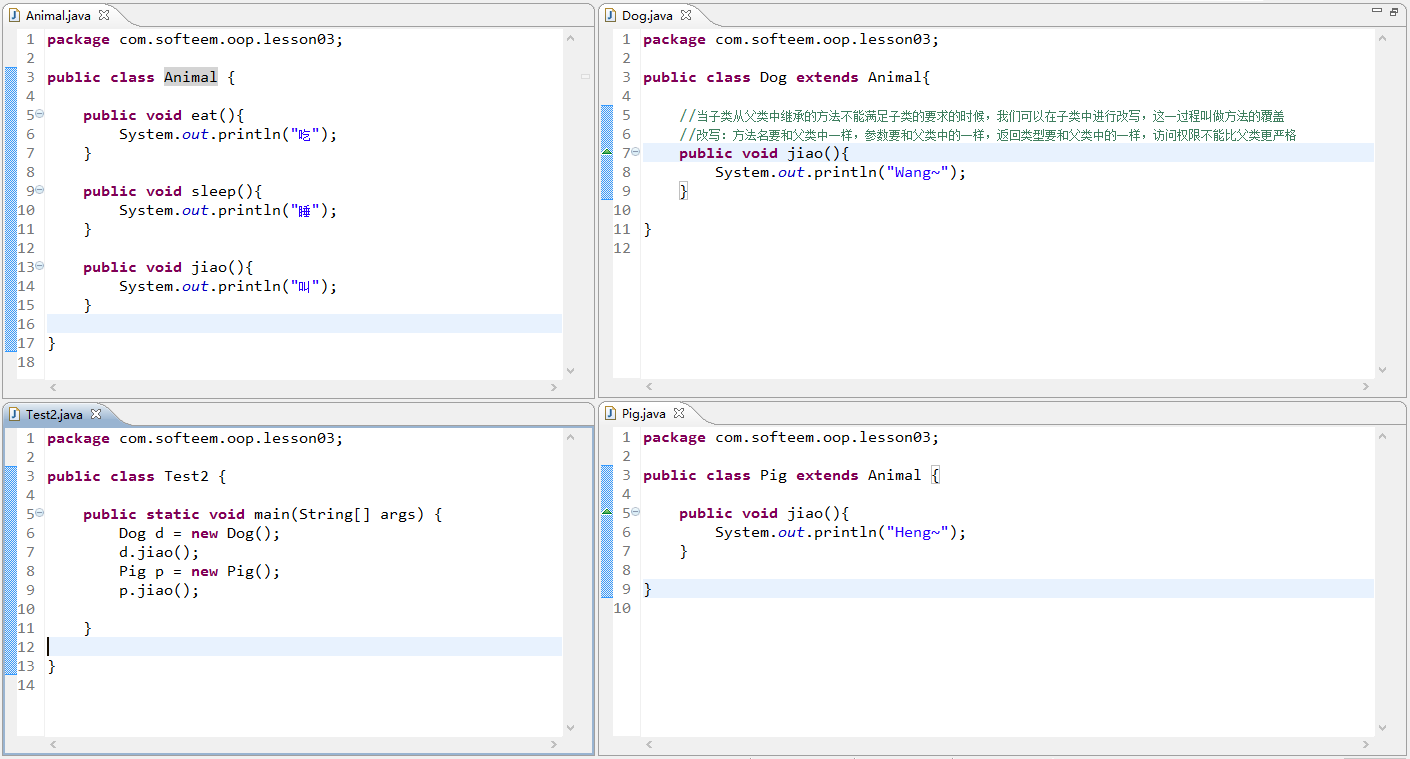 Animal.java
1 package com.softeem.oop.lesson03;
2
3 public class Animal {
4
5 public void eat(){
6 System.out.println("吃");
7 }
8
9 public void sleep(){
10 System.out.println("睡");
11 }
12
13 public void jiao(){
14 System.out.println("叫");
15 }
16
17 }
18
Dog.java
1 package com.softeem.oop.lesson03;
2
3 public class Dog extends Animal{
4
5 //当子类从父类中继承的方法不能满足子类的要求的时候，我们可以在子类中进行改写，这一过程叫做方法的覆盖
6 //改写：方法名要和父类中一样，参数要和父类中的一样，返回类型要和父类中的一样，访问权限不能比父类更严格
7 public void jiao(){
8 System.out.println("Wang~");
9 }
10
11 }
12
Test2.java
1 package com.softeem.oop.lesson03;
2
3 public class Test2 {
4
5 public static void main(String[] args) {
6 Dog d = new Dog();
7 d.jiao();
8 Pig p = new Pig();
9 p.jiao();
10
11 }
12
13 }
14
Pig.java
1 package com.softeem.oop.lesson03;
2
3 public class Pig extends Animal {
4
5 public void jiao(){
6 System.out.println("Heng~");
7 }
8
9 }
10